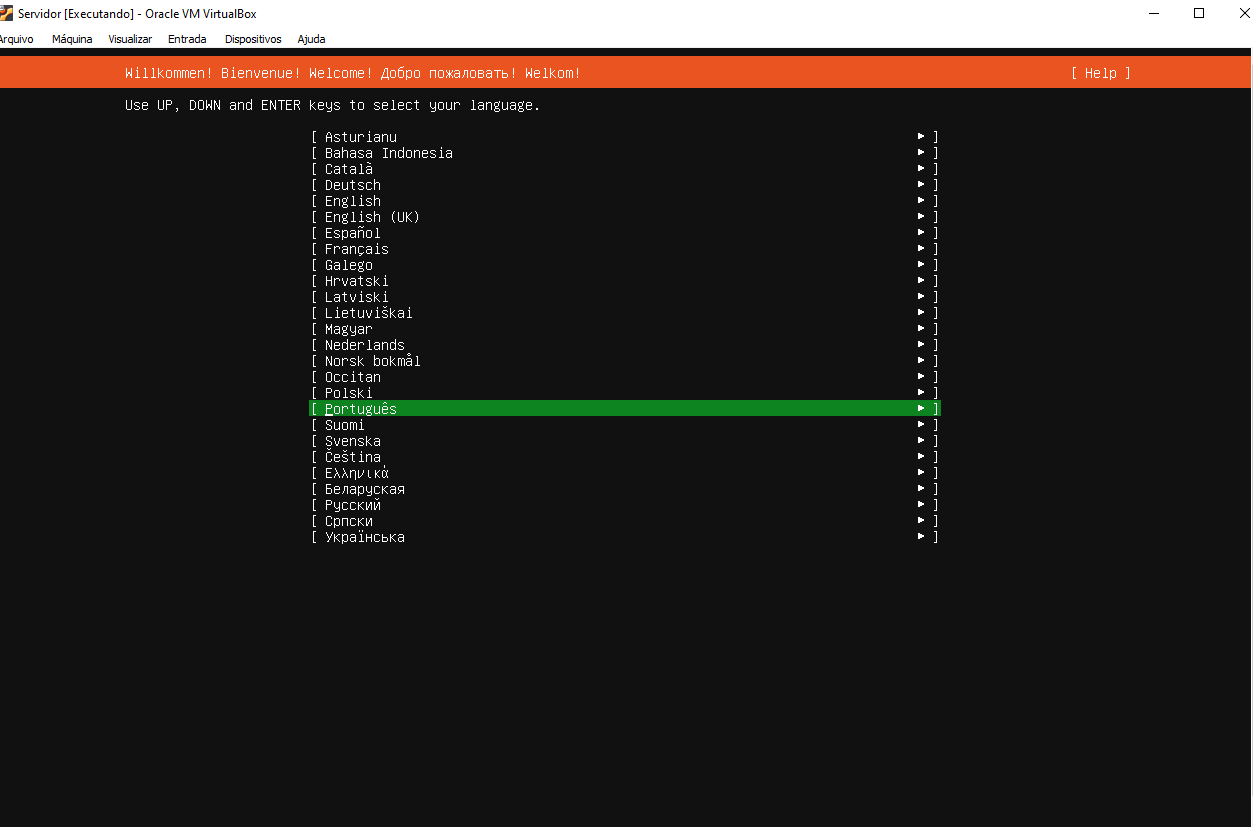 Servidor [Executando] - Oracle VM VirtualBox
Arquivo Máquina Visualizar Entrada Dispositivos Ajuda
Willkommen! Bienvenue! Welcome! Добро пожаловать! Welkom! [ Help ]
Use UP, DOWN and ENTER keys to select your language.
[ Asturianu ▸ ]
[ Bahasa Indonesia ▸ ]
[ Català ▸ ]
[ Deutsch ▸ ]
[ English ▸ ]
[ English (UK) ▸ ]
[ Español ▸ ]
[ Français ▸ ]
[ Galego ▸ ]
[ Hrvatski ▸ ]
[ Latviski ▸ ]
[ Lietuviškai ▸ ]
[ Magyar ▸ ]
[ Nederlands ▸ ]
[ Norsk bokmål ▸ ]
[ Occitan ▸ ]
[ Polski ▸ ]
[ Português ▸ ]
[ Suomi ▸ ]
[ Svenska ▸ ]
[ Čeština ▸ ]
[ Ελληνικά ▸ ]
[ Беларуская ▸ ]
[ Русский ▸ ]
[ Српски ▸ ]
[ Українська ▸ ]